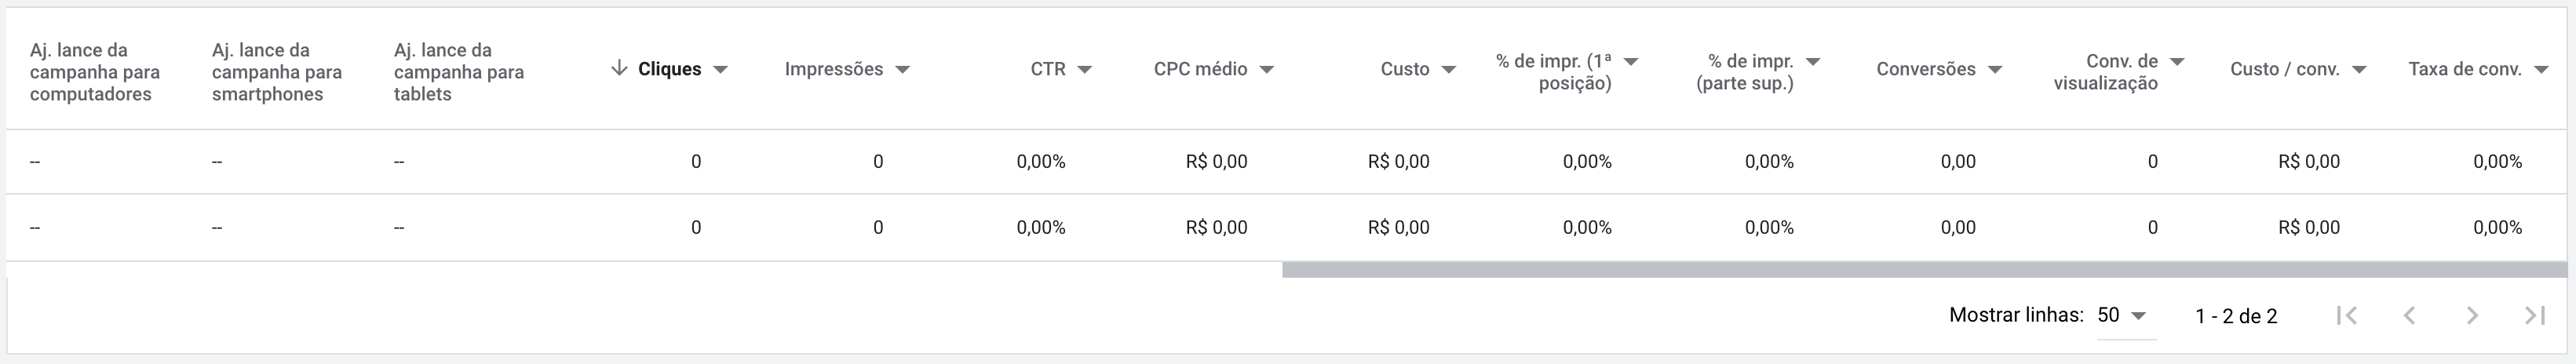 Aj. lance da campanha para computadores
Aj. lance da campanha para smartphones
Aj. lance da campanha para tablets
Cliques
Impressões
CTR
CPC médio
Custo
% de impr. (1ª posição)
% de impr. (parte sup.)
Conversões
Conv. de visualização
Custo / conv.
Taxa de conv.
-- -- -- 0 0 0,00% R$ 0,00 R$ 0,00 0,00% 0,00% 0,00 0 R$ 0,00 0,00%
-- -- -- 0 0 0,00% R$ 0,00 R$ 0,00 0,00% 0,00% 0,00 0 R$ 0,00 0,00%
Mostrar linhas: 50 1 - 2 de 2